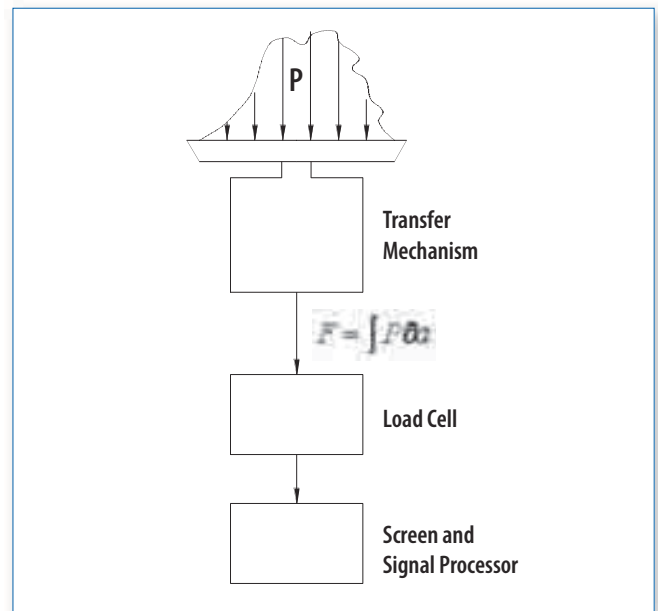 P
Transfer
Mechanism
F = ∫ P∂a
Load Cell
Screen and
Signal Processor